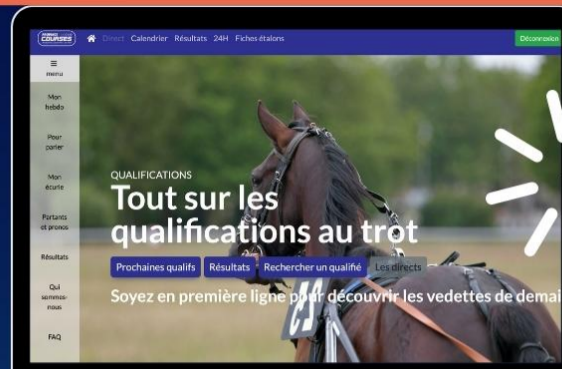 COURSES
Direct Calendrier Résultats 24H Fiches étalons
Déconnexion
menu
Mon
hebdo
Pour
parier
Mon
écurie
Partants
et pronos
Résultats
Qui
sommes-
nous
FAQ
QUALIFICATIONS
Tout sur les
qualifications au trot
Prochaines qualifs Résultats Rechercher un qualifié Les directs
Soyez en première ligne pour découvrir les vedettes de demai